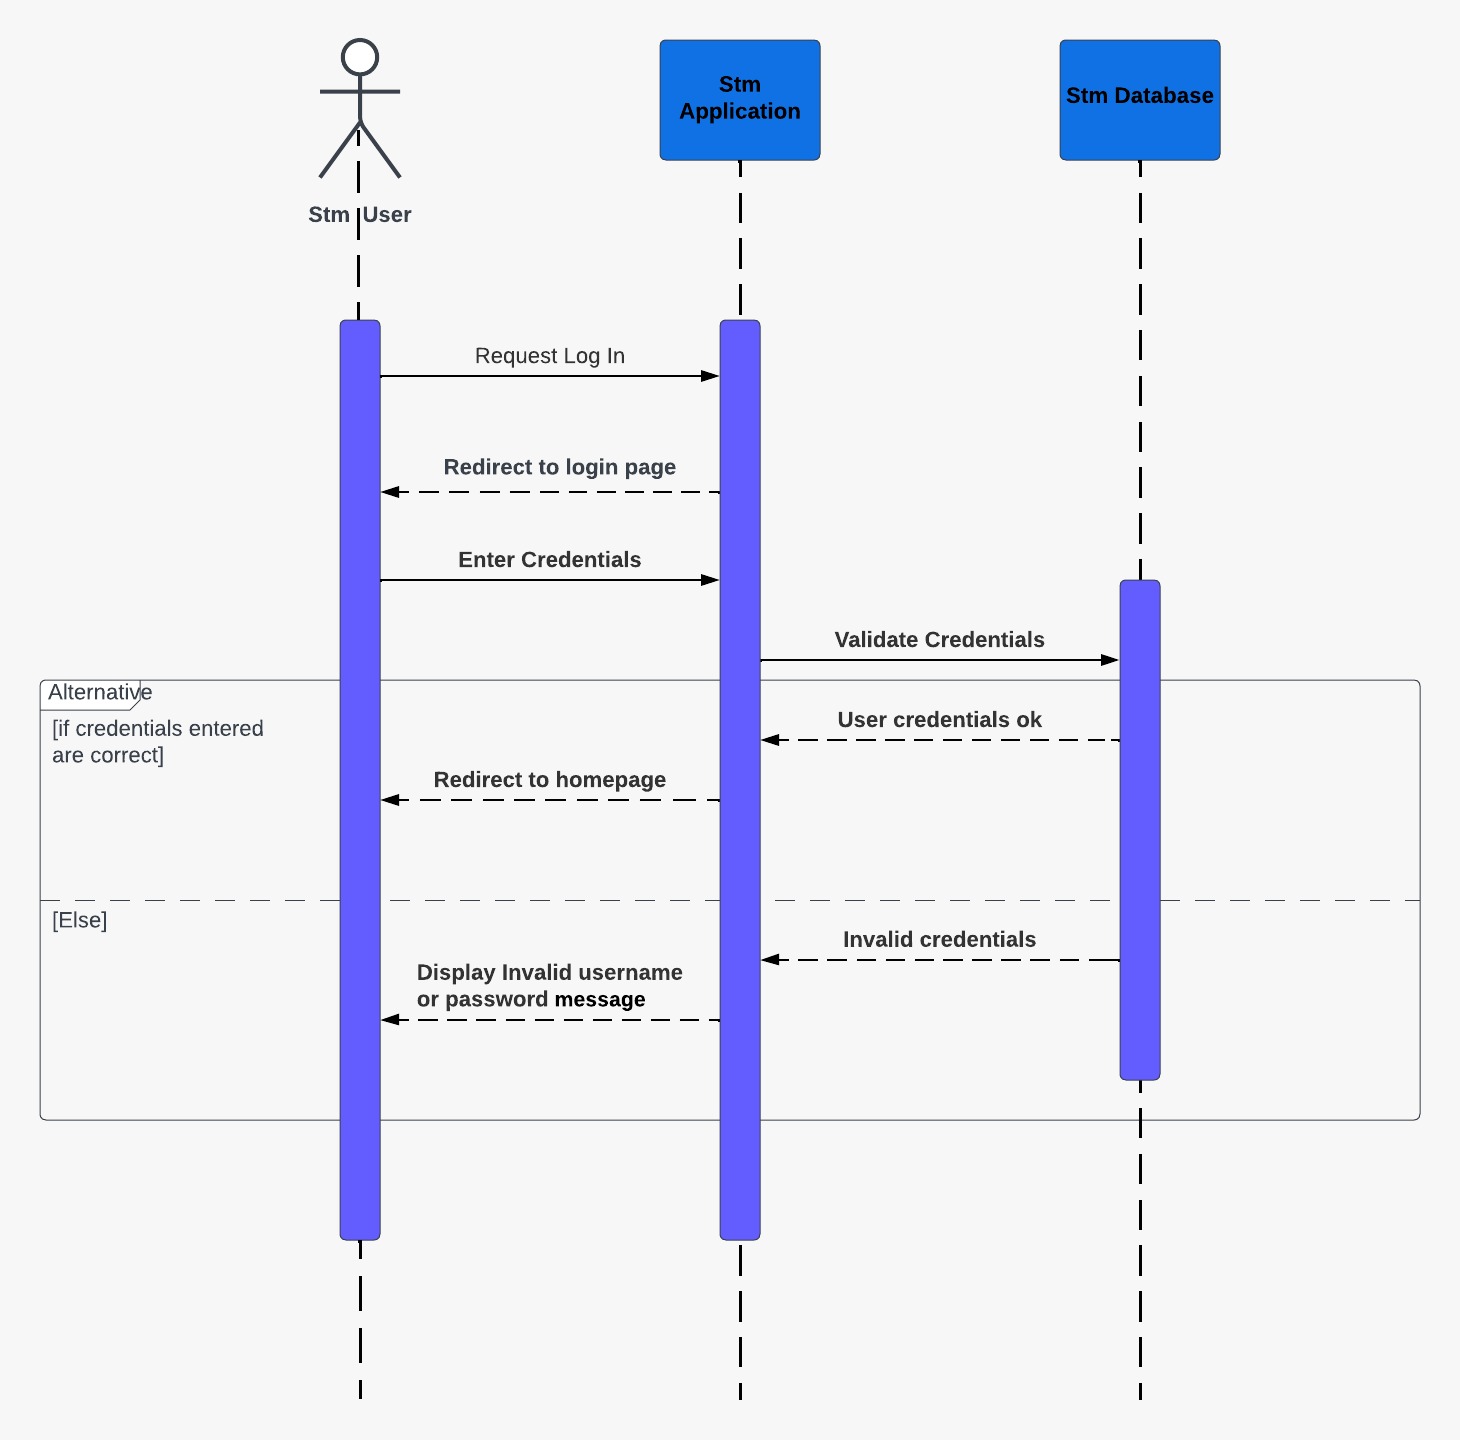 Stm
Application
Stm Database
Stm User
Request Log In
Redirect to login page
Enter Credentials
Validate Credentials
Alternative
[if credentials entered
are correct]
User credentials ok
Redirect to homepage
[Else]
Invalid credentials
Display Invalid username
or password message